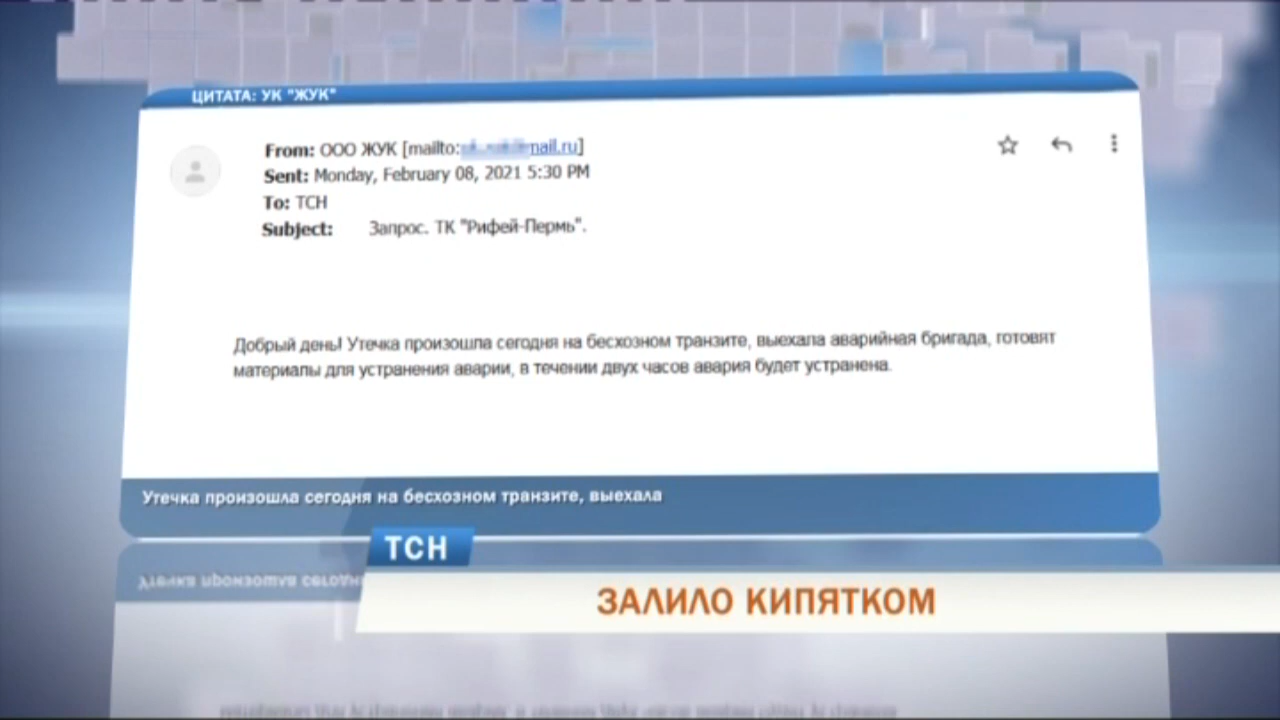 ЦИТАТА: УК "ЖУК"
From: ООО ЖУК [mailto: mail.ru]
Sent: Monday, February 08, 2021 5:30 PM
To: ТСН
Subject: Запрос. ТК "Рифей-Пермь".
Добрый день! Утечка произошла сегодня на бесхозном транзите, выехала аварийная бригада, готовят
материалы для устранения аварии, в течении двух часов авария будет устранена.
Утечка произошла сегодня на бесхозном транзите, выехала
ТСН
ЗАЛИЛО КИПЯТКОМ